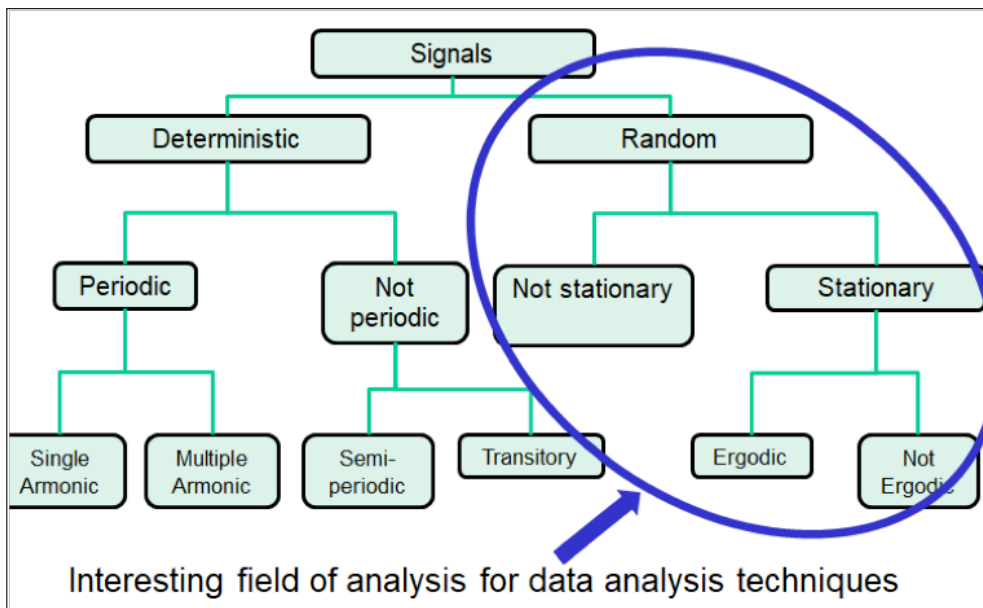 Signals
Deterministic
Random
Periodic
Not
periodic
Not stationary
Stationary
Single
Armonic
Multiple
Armonic
Semi-
periodic
Transitory
Ergodic
Not
Ergodic
Interesting field of analysis for data analysis techniques